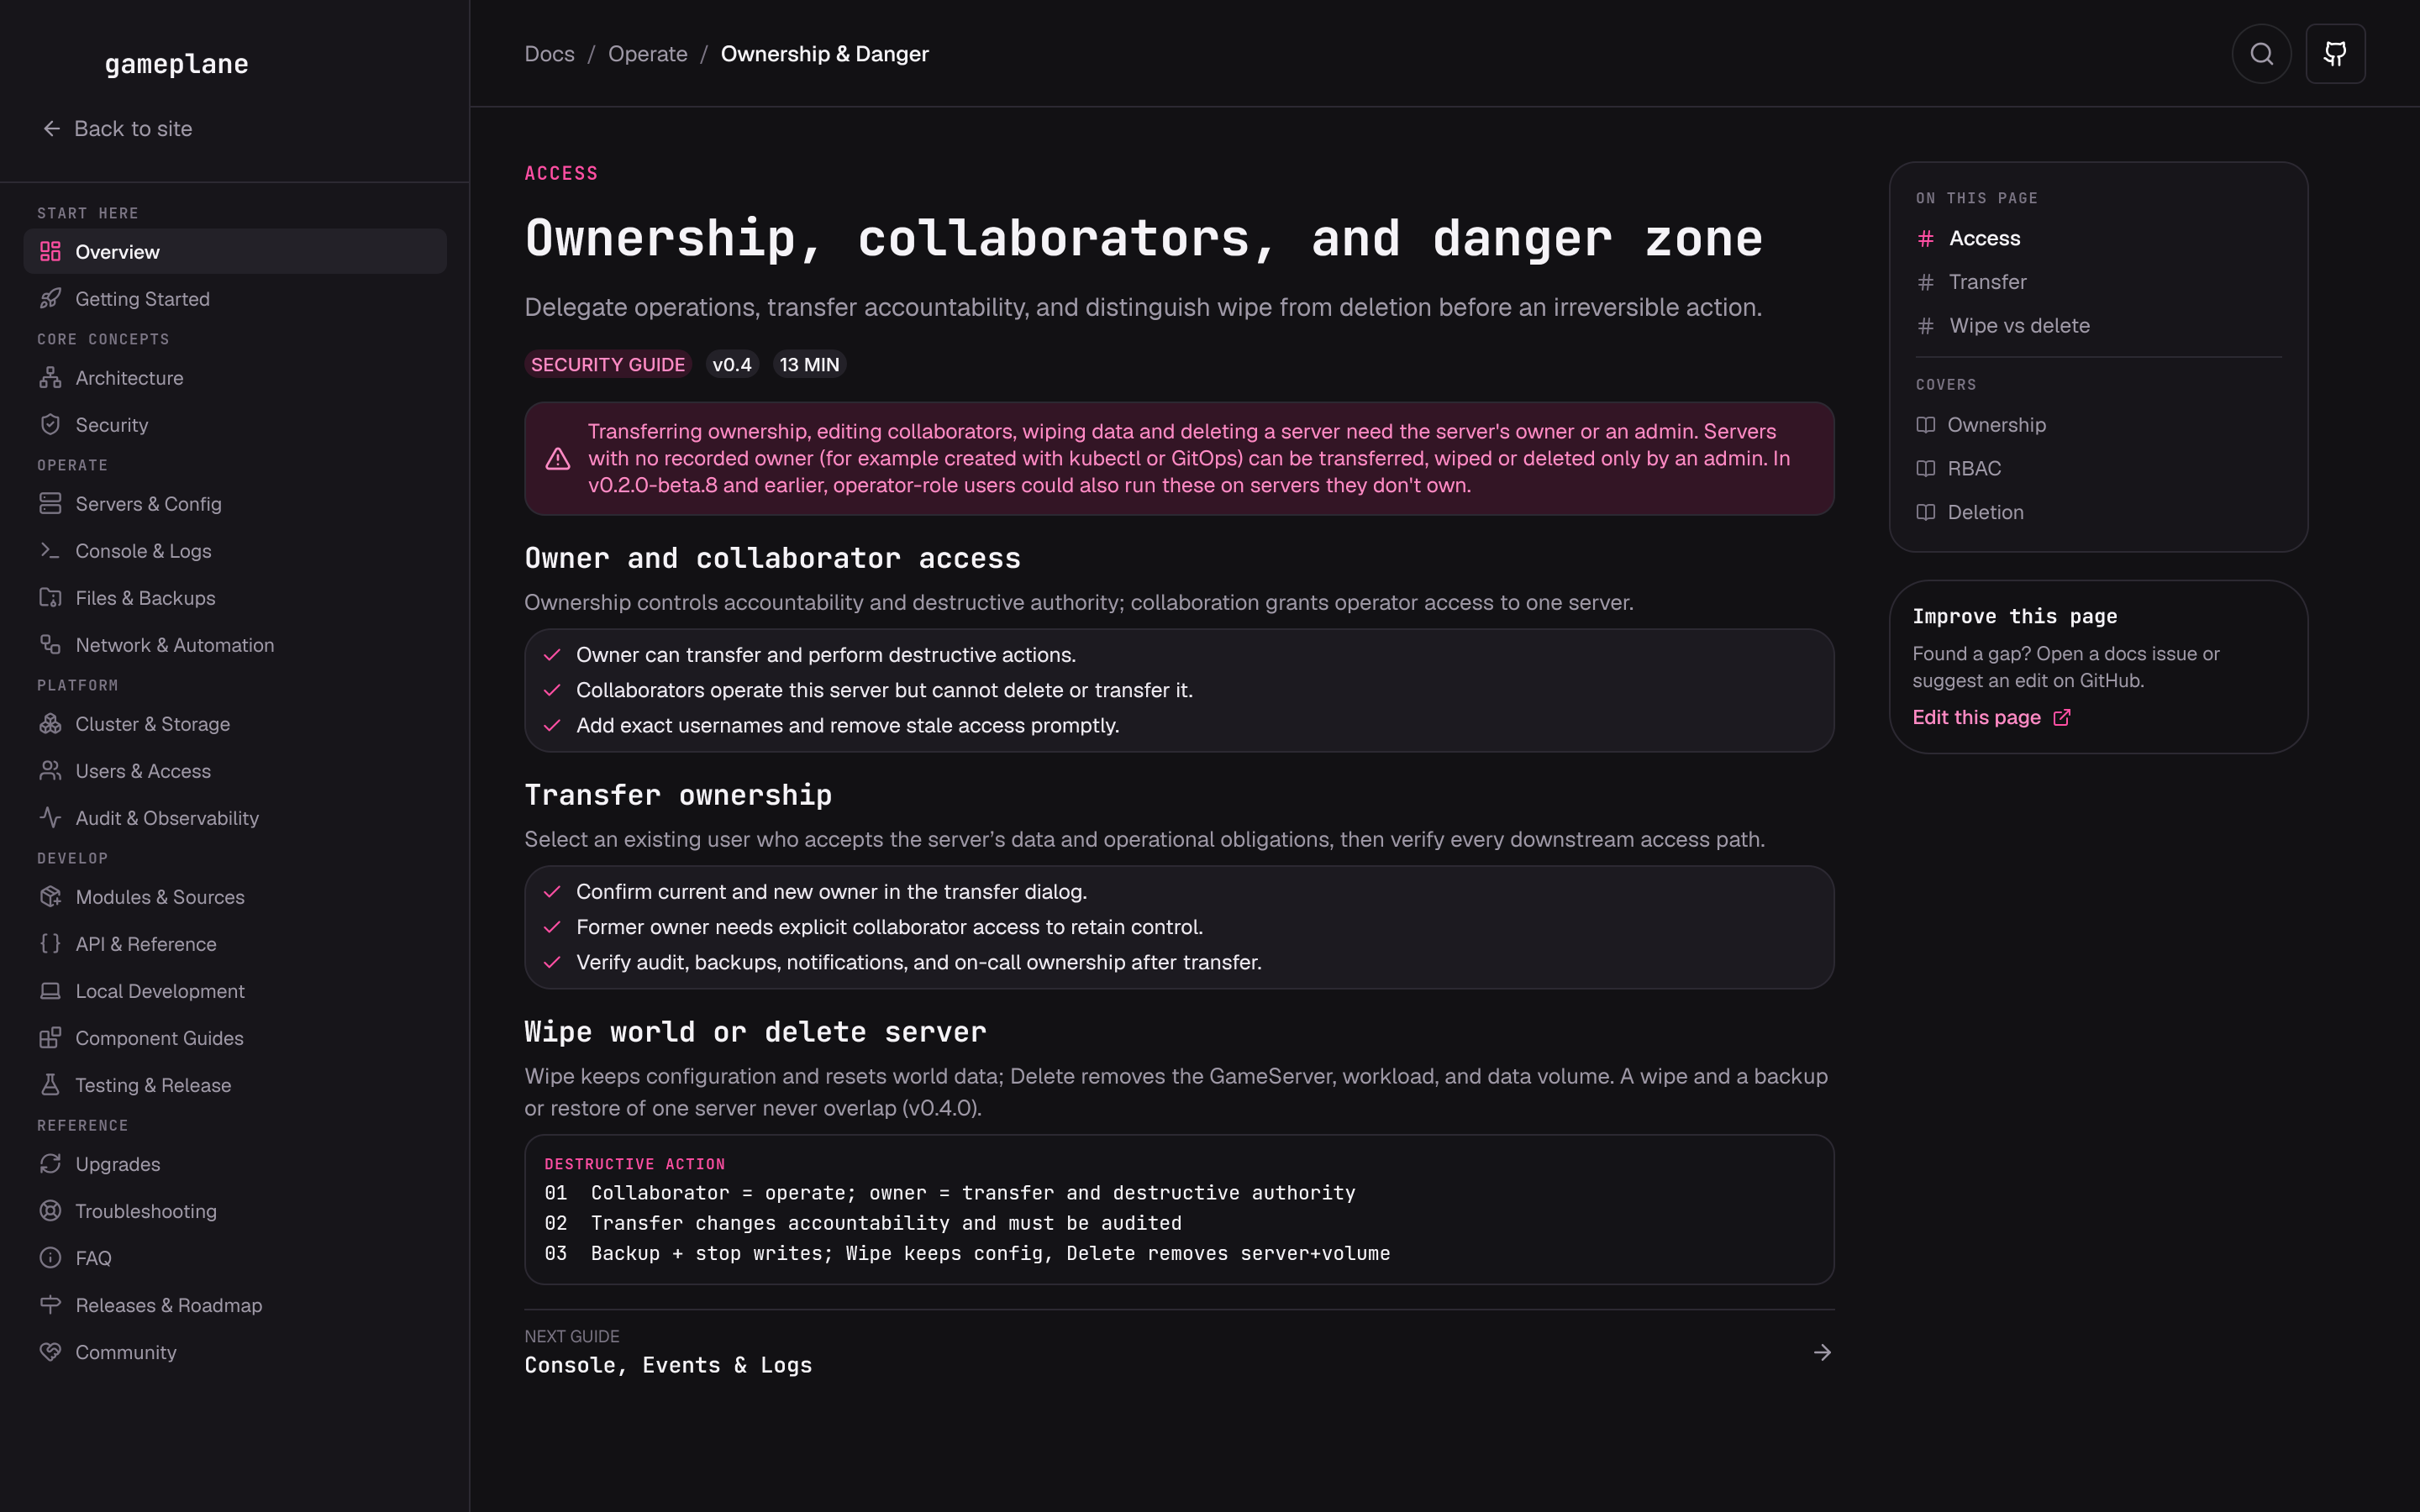 gameplane
Back to site
START HERE
Overview
Getting Started
CORE CONCEPTS
Architecture
Security
OPERATE
Servers & Config
Console & Logs
Files & Backups
Network & Automation
PLATFORM
Cluster & Storage
Users & Access
Audit & Observability
DEVELOP
Modules & Sources
API & Reference
Local Development
Component Guides
Testing & Release
REFERENCE
Upgrades
Troubleshooting
FAQ
Releases & Roadmap
Community
Docs / Operate / Ownership & Danger
ACCESS
Ownership, collaborators, and danger zone
Delegate operations, transfer accountability, and distinguish wipe from deletion before an irreversible action.
SECURITY GUIDE v0.4 13 MIN
Transferring ownership, editing collaborators, wiping data and deleting a server need the server's owner or an admin. Servers
with no recorded owner (for example created with kubectl or GitOps) can be transferred, wiped or deleted only by an admin. In
v0.2.0-beta.8 and earlier, operator-role users could also run these on servers they don't own.
Owner and collaborator access
Ownership controls accountability and destructive authority; collaboration grants operator access to one server.
Owner can transfer and perform destructive actions.
Collaborators operate this server but cannot delete or transfer it.
Add exact usernames and remove stale access promptly.
Transfer ownership
Select an existing user who accepts the server’s data and operational obligations, then verify every downstream access path.
Confirm current and new owner in the transfer dialog.
Former owner needs explicit collaborator access to retain control.
Verify audit, backups, notifications, and on-call ownership after transfer.
Wipe world or delete server
Wipe keeps configuration and resets world data; Delete removes the GameServer, workload, and data volume. A wipe and a backup
or restore of one server never overlap (v0.4.0).
DESTRUCTIVE ACTION
01 Collaborator = operate; owner = transfer and destructive authority
02 Transfer changes accountability and must be audited
03 Backup + stop writes; Wipe keeps config, Delete removes server+volume
NEXT GUIDE
Console, Events & Logs
ON THIS PAGE
# Access
# Transfer
# Wipe vs delete
COVERS
Ownership
RBAC
Deletion
Improve this page
Found a gap? Open a docs issue or
suggest an edit on GitHub.
Edit this page